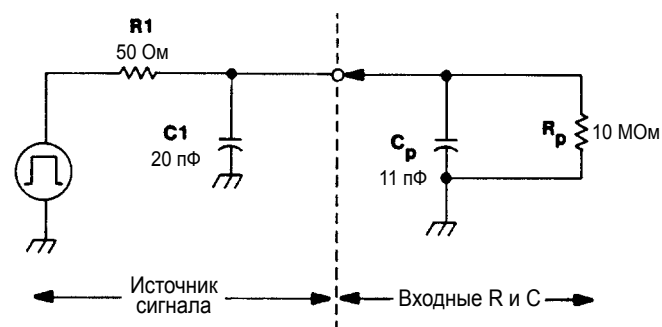 R1
50 Ом
C1
20 пФ
Cp
11 пФ
Rp
10 МОм
Источник
сигнала
Входные R и C